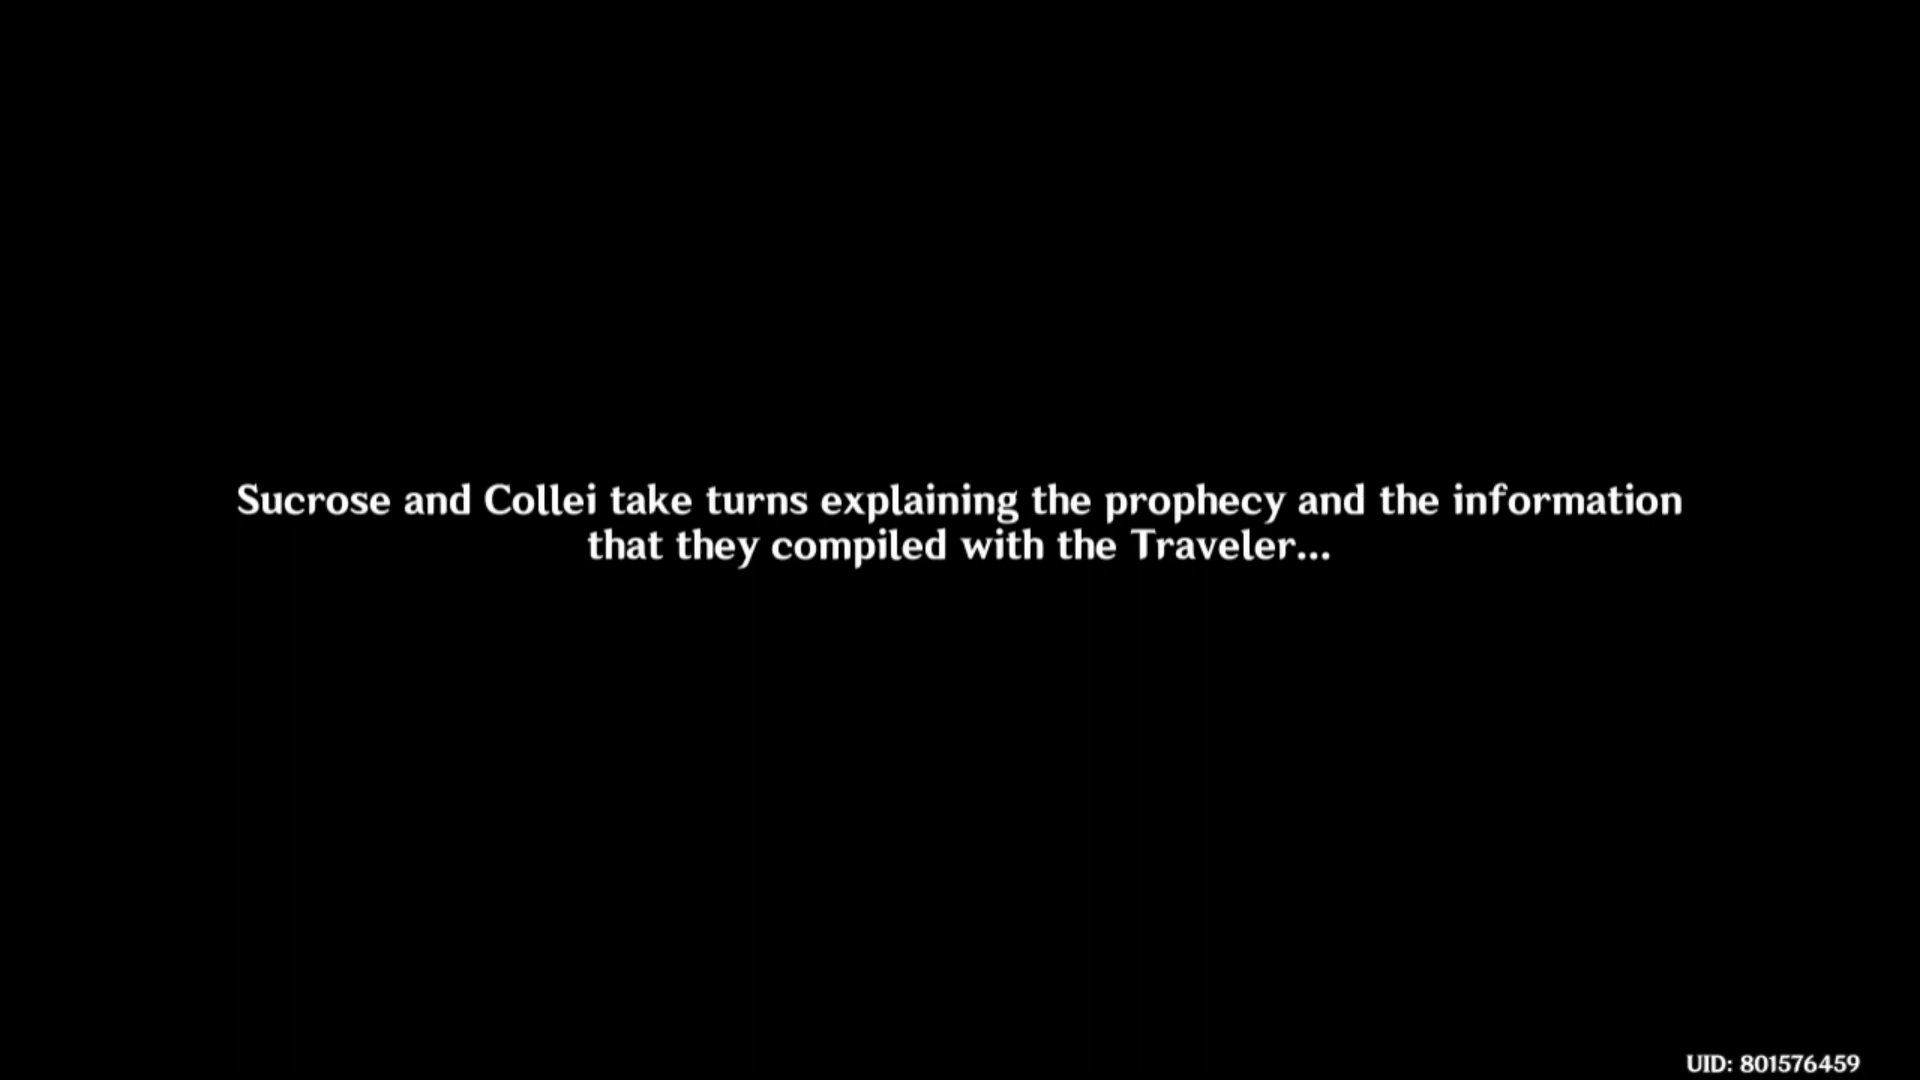 Sucrose and Collei take turns explaining the prophecy and the information
that they compiled with the Traveler...
UID: 801576459